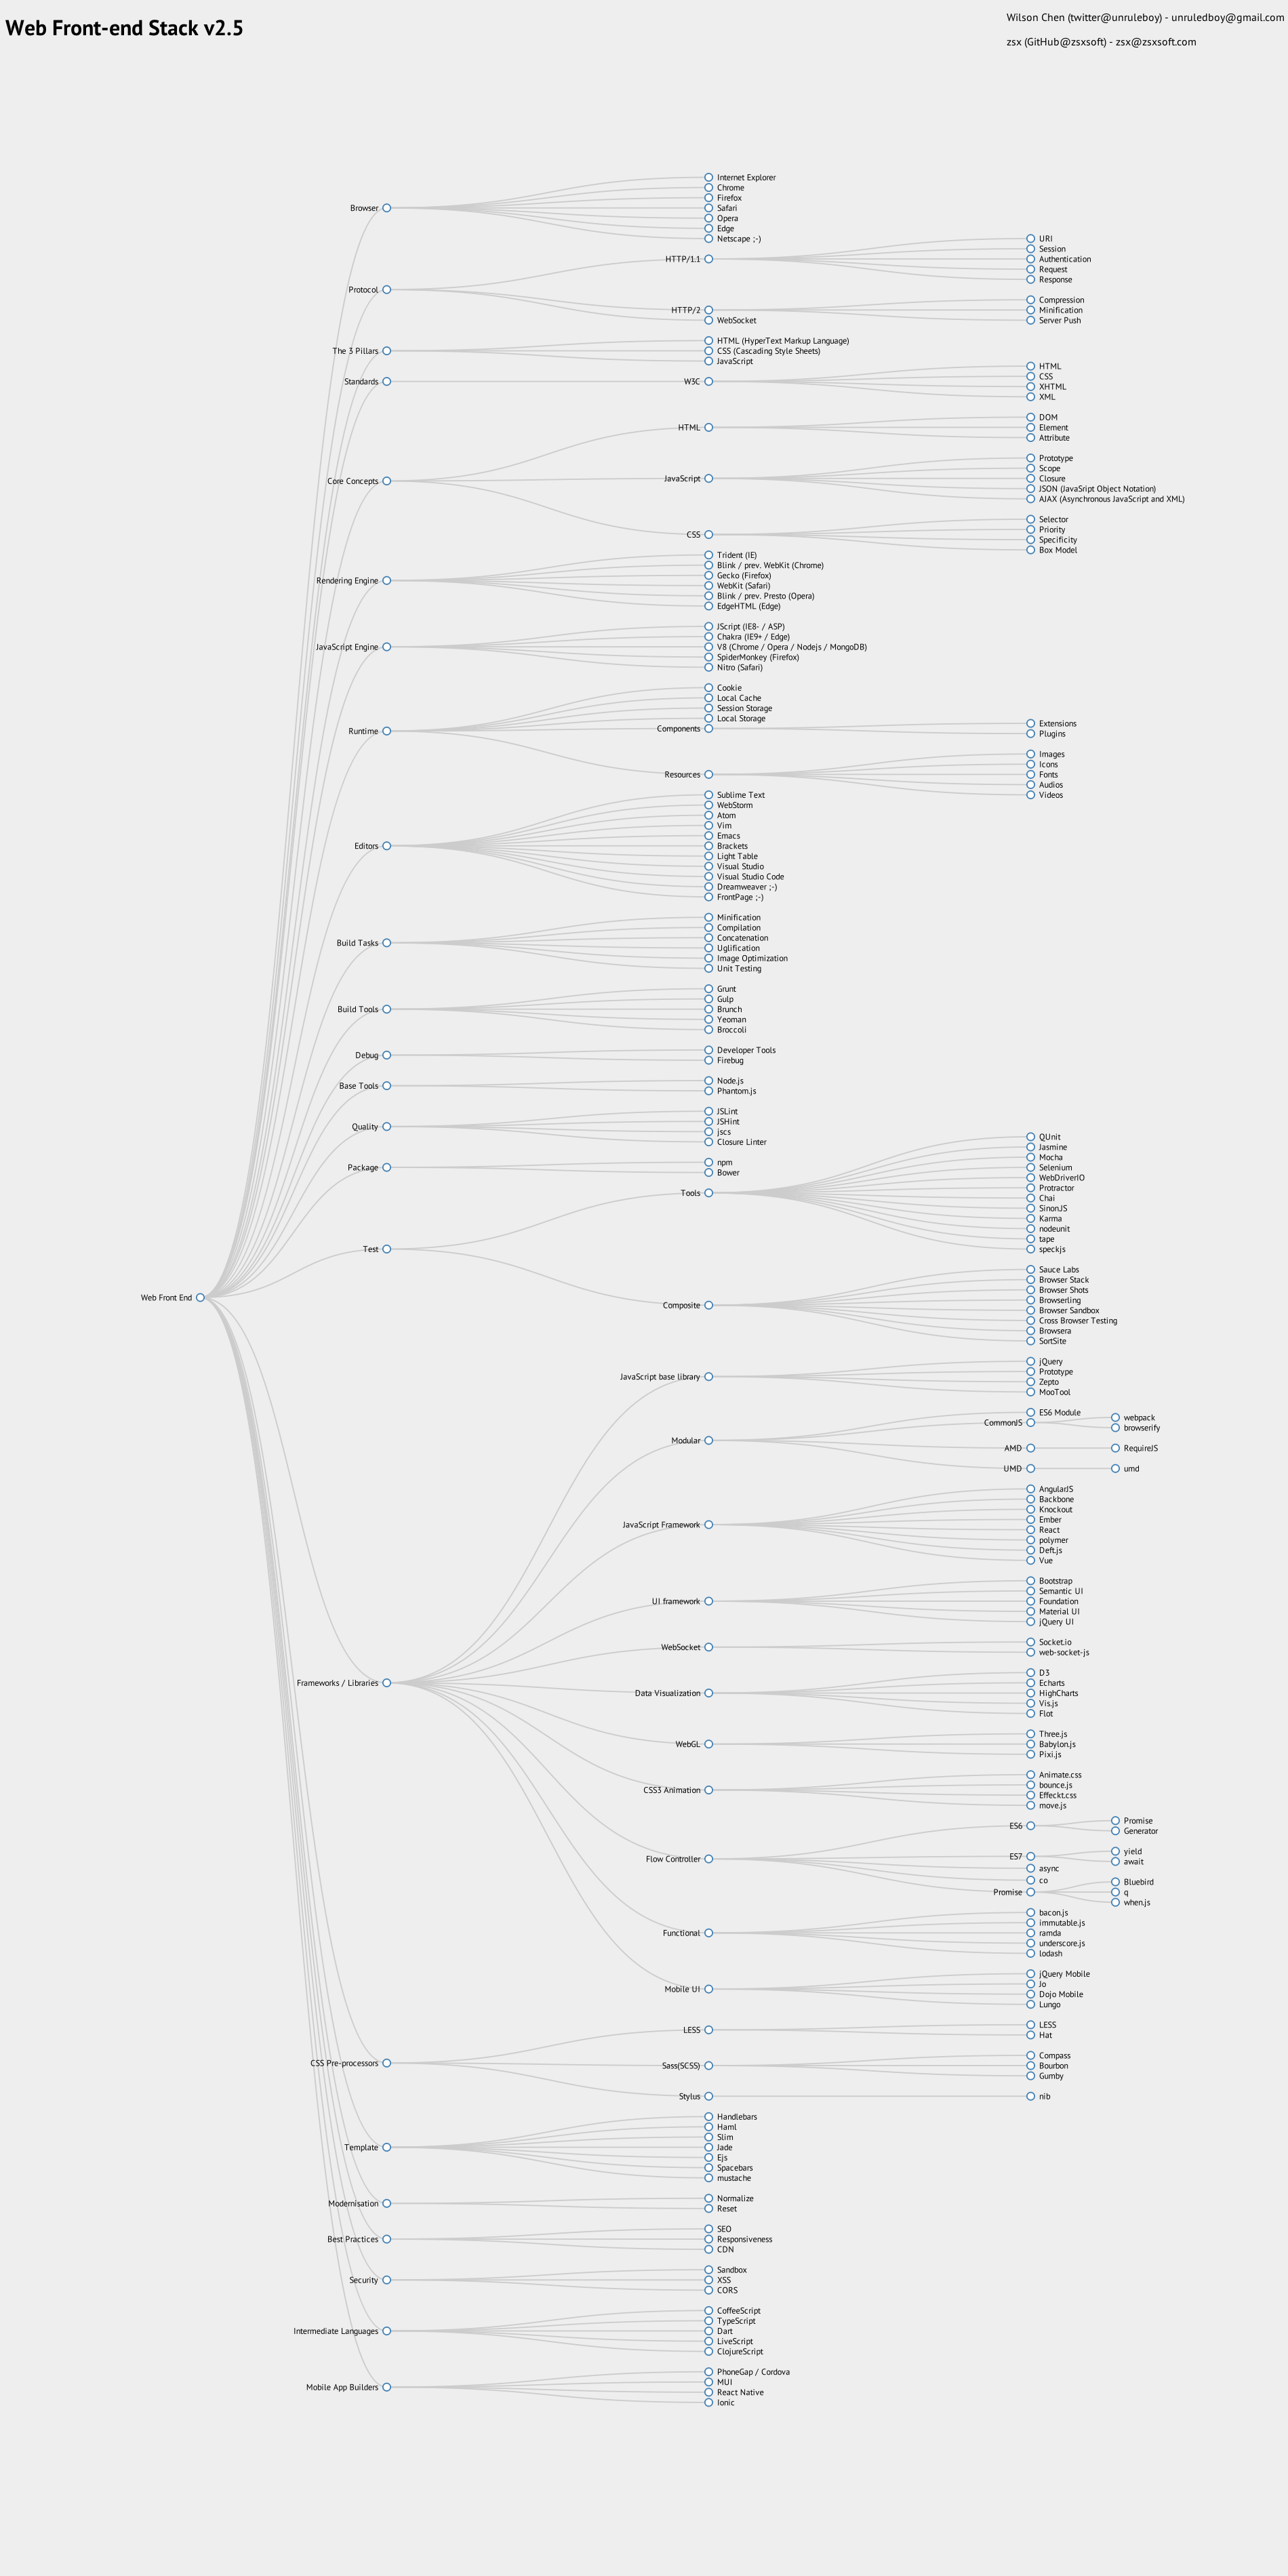 Web Front-end Stack v2.5
Wilson Chen (twitter@unruleboy) - unruledboy@gmail.com
zsx (GitHub@zsxsoft) - zsx@zsxsoft.com
Web Front End
Browser
Internet Explorer
Chrome
Firefox
Safari
Opera
Edge
Netscape ;-)
Protocol
HTTP/1.1
URI
Session
Authentication
Request
Response
HTTP/2
Compression
Minification
Server Push
WebSocket
The 3 Pillars
HTML (HyperText Markup Language)
CSS (Cascading Style Sheets)
JavaScript
Standards
W3C
HTML
CSS
XHTML
XML
Core Concepts
HTML
DOM
Element
Attribute
JavaScript
Prototype
Scope
Closure
JSON (JavaSript Object Notation)
AJAX (Asynchronous JavaScript and XML)
CSS
Selector
Priority
Specificity
Box Model
Rendering Engine
Trident (IE)
Blink / prev. WebKit (Chrome)
Gecko (Firefox)
WebKit (Safari)
Blink / prev. Presto (Opera)
EdgeHTML (Edge)
JavaScript Engine
JScript (IE8- / ASP)
Chakra (IE9+ / Edge)
V8 (Chrome / Opera / Nodejs / MongoDB)
SpiderMonkey (Firefox)
Nitro (Safari)
Runtime
Cookie
Local Cache
Session Storage
Local Storage
Components
Extensions
Plugins
Resources
Images
Icons
Fonts
Audios
Videos
Editors
Sublime Text
WebStorm
Atom
Vim
Emacs
Brackets
Light Table
Visual Studio
Visual Studio Code
Dreamweaver ;-)
FrontPage ;-)
Build Tasks
Minification
Compilation
Concatenation
Uglification
Image Optimization
Unit Testing
Build Tools
Grunt
Gulp
Brunch
Yeoman
Broccoli
Debug
Developer Tools
Firebug
Base Tools
Node.js
Phantom.js
Quality
JSLint
JSHint
jscs
Closure Linter
Package
npm
Bower
Test
Tools
QUnit
Jasmine
Mocha
Selenium
WebDriverIO
Protractor
Chai
SinonJS
Karma
nodeunit
tape
speckjs
Composite
Sauce Labs
Browser Stack
Browser Shots
Browserling
Browser Sandbox
Cross Browser Testing
Browsera
SortSite
Frameworks / Libraries
JavaScript base library
jQuery
Prototype
Zepto
MooTool
Modular
ES6 Module
CommonJS
webpack
browserify
AMD
RequireJS
UMD
umd
JavaScript Framework
AngularJS
Backbone
Knockout
Ember
React
polymer
Deft.js
Vue
UI framework
Bootstrap
Semantic UI
Foundation
Material UI
jQuery UI
WebSocket
Socket.io
web-socket-js
Data Visualization
D3
Echarts
HighCharts
Vis.js
Flot
WebGL
Three.js
Babylon.js
Pixi.js
CSS3 Animation
Animate.css
bounce.js
Effeckt.css
move.js
Flow Controller
ES6
Promise
Generator
ES7
yield
await
async
co
Promise
Bluebird
q
when.js
Functional
bacon.js
immutable.js
ramda
underscore.js
lodash
Mobile UI
jQuery Mobile
Jo
Dojo Mobile
Lungo
CSS Pre-processors
LESS
LESS
Hat
Sass(SCSS)
Compass
Bourbon
Gumby
Stylus
nib
Template
Handlebars
Haml
Slim
Jade
Ejs
Spacebars
mustache
Modernisation
Normalize
Reset
Best Practices
SEO
Responsiveness
CDN
Security
Sandbox
XSS
CORS
Intermediate Languages
CoffeeScript
TypeScript
Dart
LiveScript
ClojureScript
Mobile App Builders
PhoneGap / Cordova
MUI
React Native
Ionic